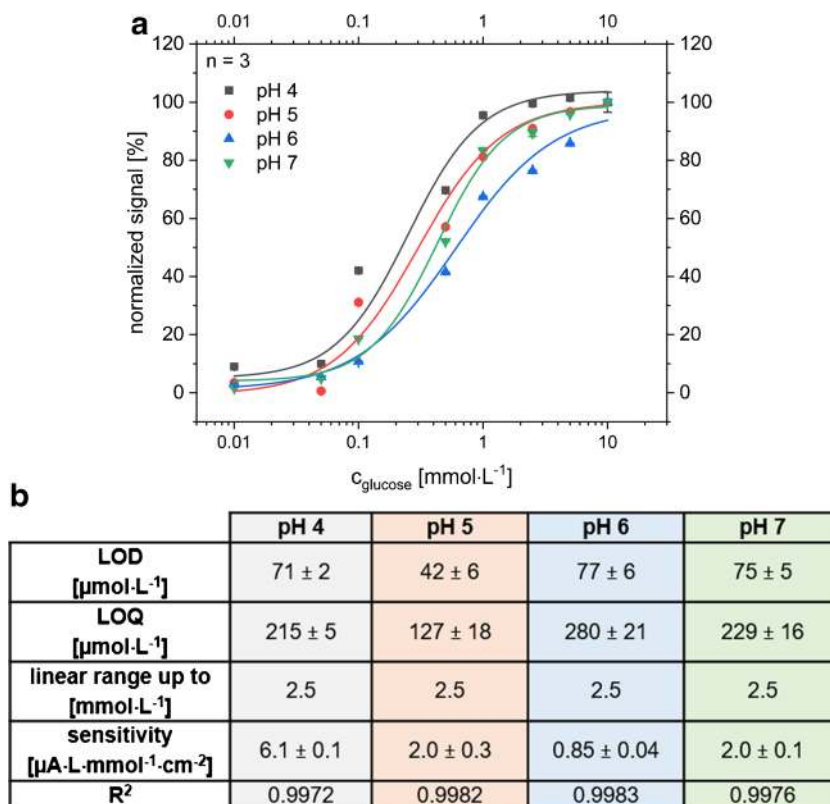 a
0.01 0.1 1 10
120 120
n = 3
pH 4
100 100
pH 5
pH 6
80 80
pH 7
60 60
40 40
20 20
0 0
normalized signal [%]
0.01 0.1 1 10
c_glucose [mmol·L⁻¹]
b
pH 4 pH 5 pH 6 pH 7
LOD
[µmol·L⁻¹] 71 ± 2 42 ± 6 77 ± 6 75 ± 5
LOQ
[µmol·L⁻¹] 215 ± 5 127 ± 18 280 ± 21 229 ± 16
linear range up to
[mmol·L⁻¹] 2.5 2.5 2.5 2.5
sensitivity
[µA·L·mmol⁻¹·cm⁻²] 6.1 ± 0.1 2.0 ± 0.3 0.85 ± 0.04 2.0 ± 0.1
R² 0.9972 0.9982 0.9983 0.9976